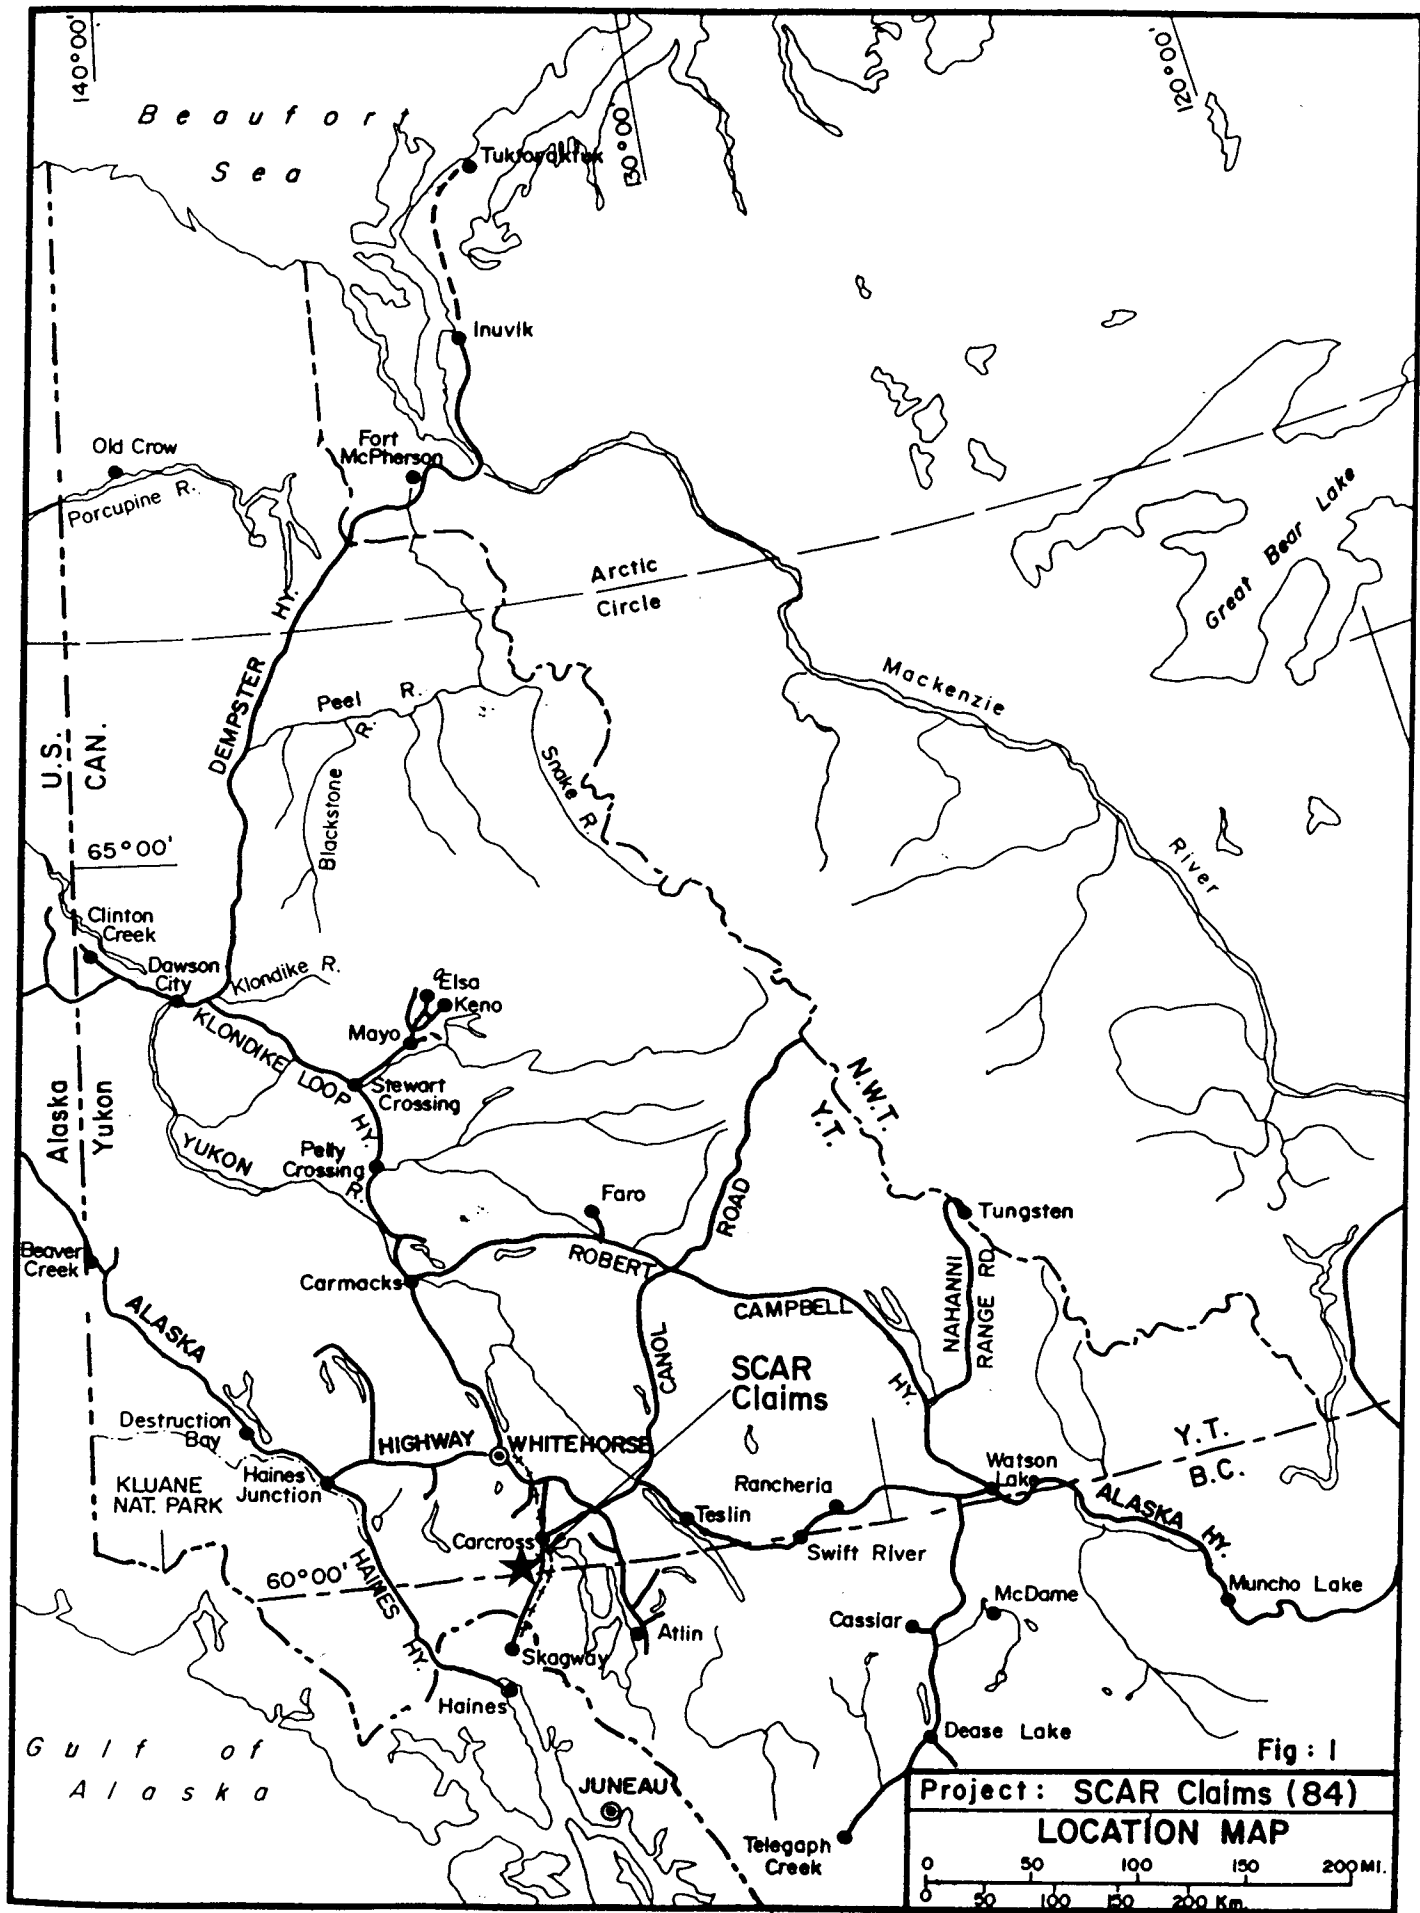 140°00'
130°00'
120°00'
Beaufort
Sea
Tuktoyaktuk
Inuvik
Old Crow
Porcupine R.
Fort
McPherson
Arctic
Circle
Great Bear Lake
DEMPSTER HY.
Peel R.
Blackstone R.
Snake R.
Mackenzie
River
U.S.
CAN.
65°00'
Clinton
Creek
Dawson
City
Klondike R.
Elsa
Keno
Mayo
KLONDIKE LOOP HY.
Stewart
Crossing
Alaska
Yukon
YUKON R.
Pelly
Crossing
N.W.T.
Y.T.
Faro
ROAD
Tungsten
Beaver
Creek
Carmacks
ROBERT
CAMPBELL
HY.
NAHANNI
RANGE RD.
ALASKA
CANOL
SCAR
Claims
Destruction
Bay
HIGHWAY
WHITEHORSE
Y.T.
B.C.
KLUANE
NAT. PARK
Haines
Junction
Rancheria
Watson
Lake
Teslin
ALASKA
HY.
Carcross
Swift River
60°00'
HAINES
HY.
Muncho Lake
McDame
Cassiar
Atlin
Skagway
Haines
Dease Lake
Gulf of
Alaska
JUNEAU
Telegaph
Creek
Fig: 1
Project: SCAR Claims (84)
LOCATION MAP
0 50 100 150 200 MI.
0 50 100 150 200 Km.